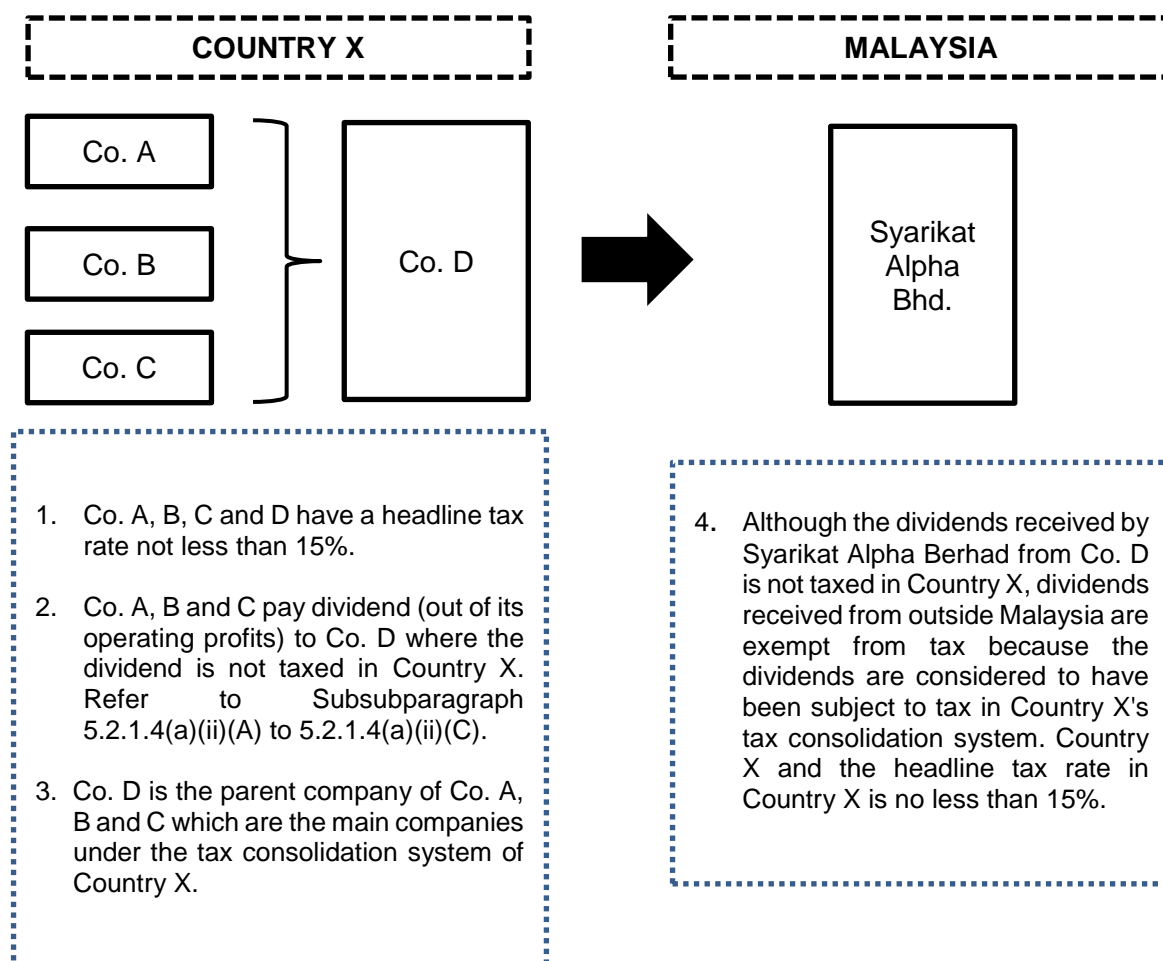 COUNTRY X
MALAYSIA
Co. A
Co. B
Co. C
Co. D
Syarikat
Alpha
Bhd.
1. Co. A, B, C and D have a headline tax
rate not less than 15%.
2. Co. A, B and C pay dividend (out of its
operating profits) to Co. D where the
dividend is not taxed in Country X.
Refer to Subsubparagraph
5.2.1.4(a)(ii)(A) to 5.2.1.4(a)(ii)(C).
3. Co. D is the parent company of Co. A,
B and C which are the main companies
under the tax consolidation system of
Country X.
4. Although the dividends received by
Syarikat Alpha Berhad from Co. D
is not taxed in Country X, dividends
received from outside Malaysia are
exempt from tax because the
dividends are considered to have
been subject to tax in Country X's
tax consolidation system. Country
X and the headline tax rate in
Country X is no less than 15%.